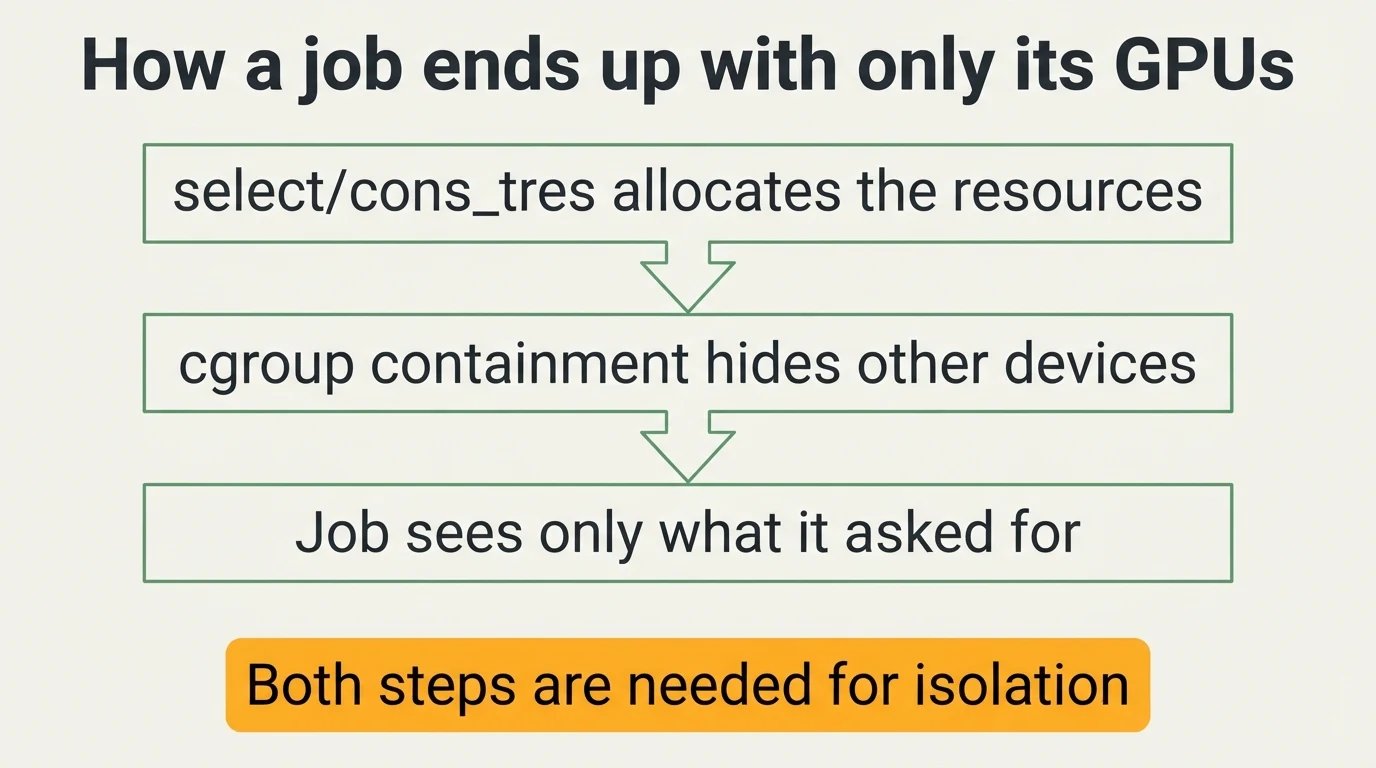 How a job ends up with only its GPUs
select/cons_tres allocates the resources
cgroup containment hides other devices
Job sees only what it asked for
Both steps are needed for isolation